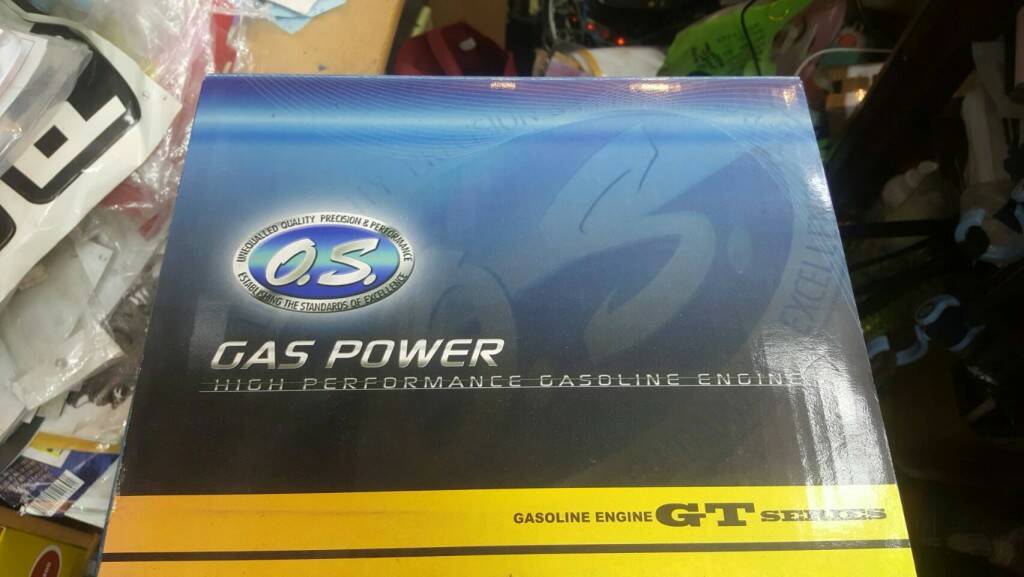 UNEQUALLED QUALITY PRECISION & PERFORMANCE
O.S.
ESTABLISHING THE STANDARDS OF EXCELLENCE
GAS POWER
HIGH PERFORMANCE GASOLINE ENGINE
GASOLINE ENGINE GT SERIES